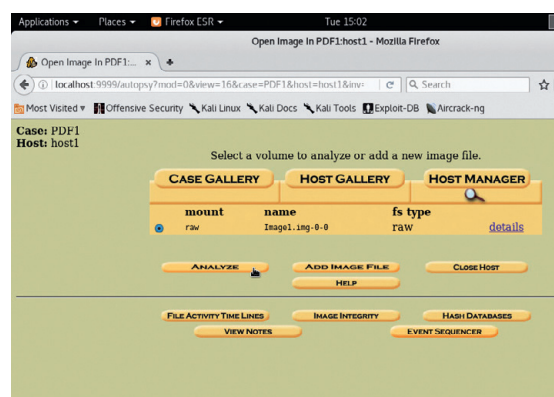 Applications Places Firefox ESR Tue 15:02
Open Image In PDF1:host1 - Mozilla Firefox
Open Image In PDF1:...
localhost:9999/autopsy?mod=0&view=16&case=PDF1&host=host1&inv= Search
Most Visited Offensive Security Kali Linux Kali Docs Kali Tools Exploit-DB Aircrack-ng
Case: PDF1
Host: host1
Select a volume to analyze or add a new image file.
CASE GALLERY HOST GALLERY HOST MANAGER
mount name fs type
raw Image1.img-0-0 raw details
ANALYZE ADD IMAGE FILE CLOSE HOST
HELP
FILE ACTIVITY TIME LINES IMAGE INTEGRITY HASH DATABASES
VIEW NOTES EVENT SEQUENCER